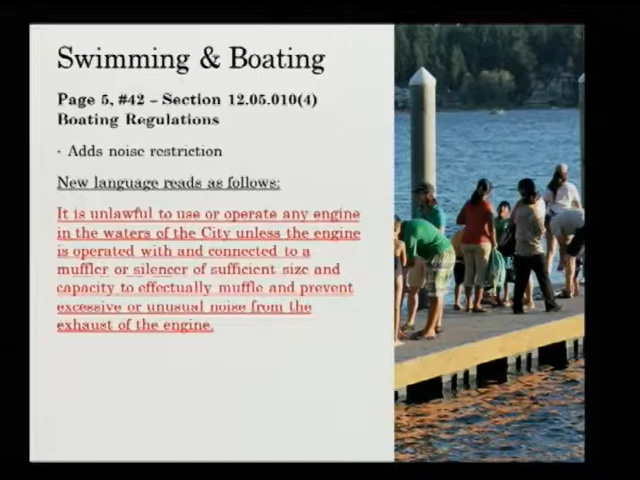 Swimming & Boating
Page 5, #42 – Section 12.05.010(4)
Boating Regulations
• Adds noise restriction
New language reads as follows:
It is unlawful to use or operate any engine
in the waters of the City unless the engine
is operated with and connected to a
muffler or silencer of sufficient size and
capacity to effectually muffle and prevent
excessive or unusual noise from the
exhaust of the engine.